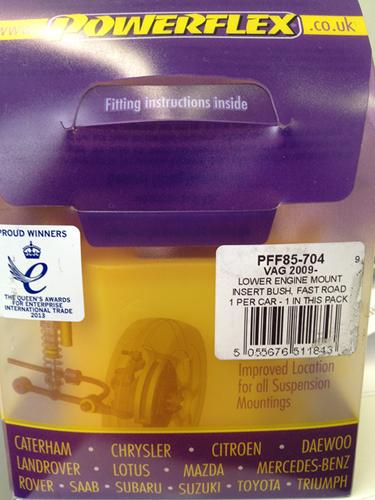 www.POWERFLEX.co.uk
Fitting instructions inside
PROUD WINNERS
THE QUEEN'S AWARDS
FOR ENTERPRISE
INTERNATIONAL TRADE
2013
PFF85-704
9
VAG 2009-
LOWER ENGINE MOUNT
INSERT BUSH, FAST ROAD
1 PER CAR - 1 IN THIS PACK
5 055676 511843
Improved Location
for all Suspension
Mountings
CATERHAM • CHRYSLER • CITROEN • DAEWOO
LANDROVER • LOTUS • MAZDA • MERCEDES-BENZ
ROVER • SAAB • SUBARU • SUZUKI • TOYOTA • TRIUMPH